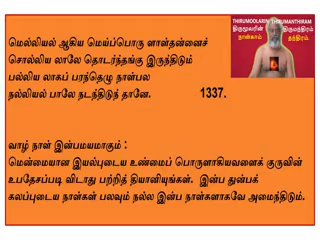 THIRUMOOLARIN THIRUMANTHIRAM
திருமூலரின் திருமந்திரம்
நான்காம் தந்திரம்.
மெல்லியல் ஆகிய மெய்ப்பொரு ளாள்தன்னைச்
சொல்லிய லாலே தொடர்ந்தங்கு இருந்திடும்
பல்லிய லாகப் பரந்தெழு நாள்பல
நல்லியல் பாலே நடந்திடுந் தானே. 1337.
வாழ் நாள் இன்பமயமாகும் :
மென்மையான இயல்புடைய உண்மைப் பொருளாகியவளைக் குருவின்
உபதேசப்படி விடாது பற்றித் தியானியுங்கள். இன்ப துன்பக்
கலப்புடைய நாள்கள் பலவும் நல்ல இன்ப நாள்களாகவே அமைந்திடும்.